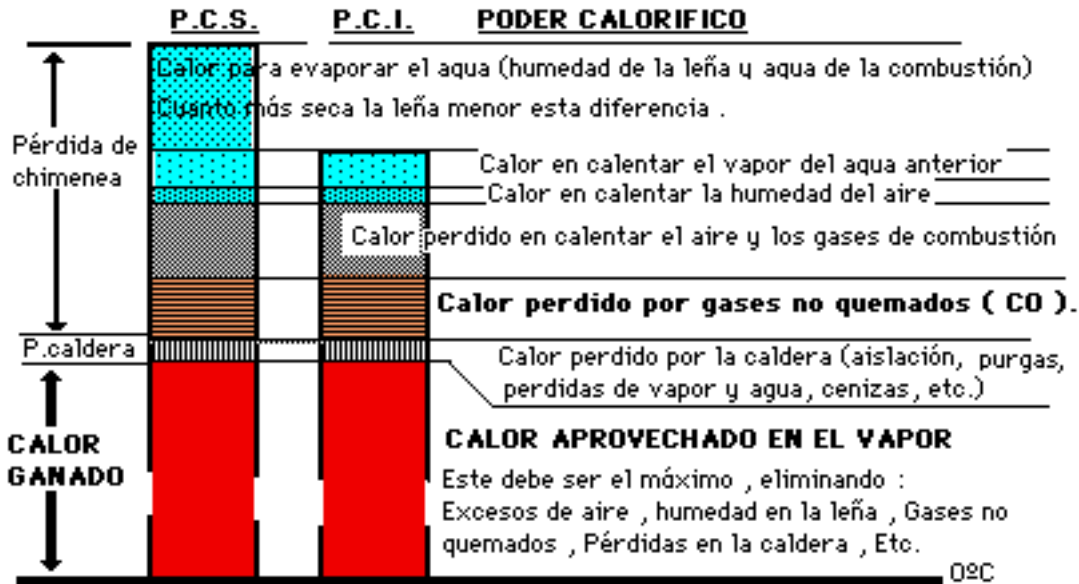 P.C.S. P.C.I. PODER CALORIFICO
Calor para evaporar el agua (humedad de la leña y agua de la combustión)
Cuanto más seca la leña menor esta diferencia .
Pérdida de
chimenea
Calor en calentar el vapor del agua anterior
Calor en calentar la humedad del aire
Calor perdido en calentar el aire y los gases de combustión
Calor perdido por gases no quemados ( CO ).
P.caldera
Calor perdido por la caldera (aislación, purgas,
perdidas de vapor y agua, cenizas, etc.)
CALOR
GANADO
CALOR APROVECHADO EN EL VAPOR
Este debe ser el máximo , eliminando :
Excesos de aire , humedad en la leña , Gases no
quemados , Pérdidas en la caldera , Etc.
0ºC